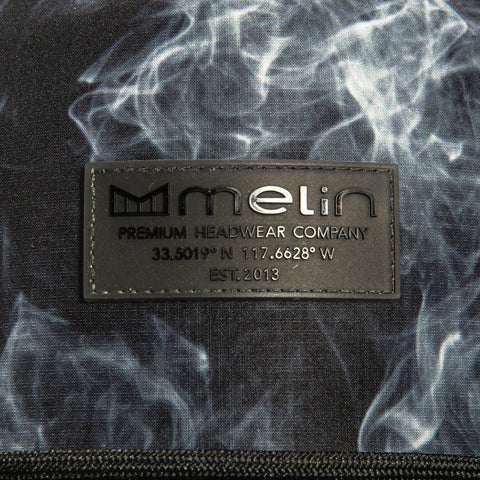 melin
PREMIUM HEADWEAR COMPANY
33.5019° N 117.6628° W
EST. 2013